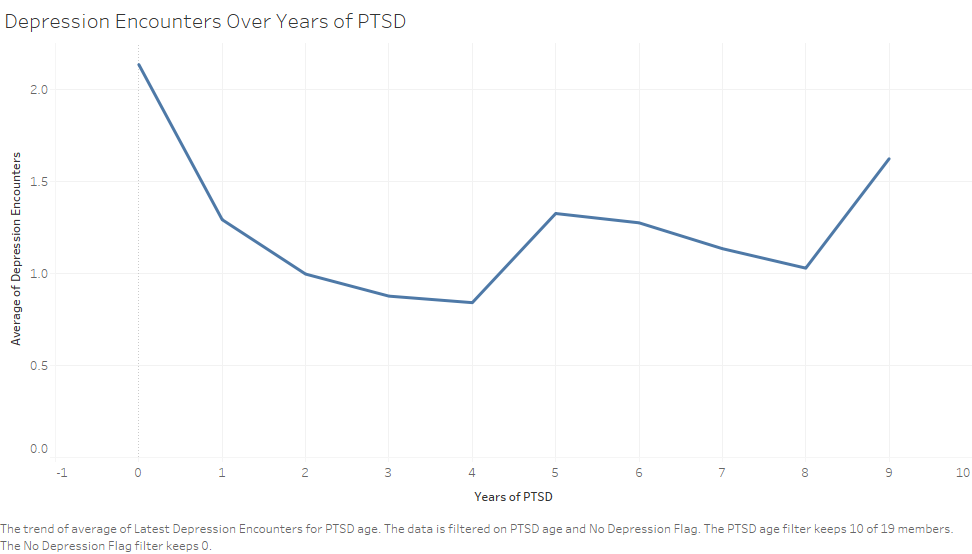 Depression Encounters Over Years of PTSD
2.0
1.5
1.0
0.5
0.0
Average of Depression Encounters
-1 0 1 2 3 4 5 6 7 8 9 10
Years of PTSD
The trend of average of Latest Depression Encounters for PTSD age. The data is filtered on PTSD age and No Depression Flag. The PTSD age filter keeps 10 of 19 members.
The No Depression Flag filter keeps 0.